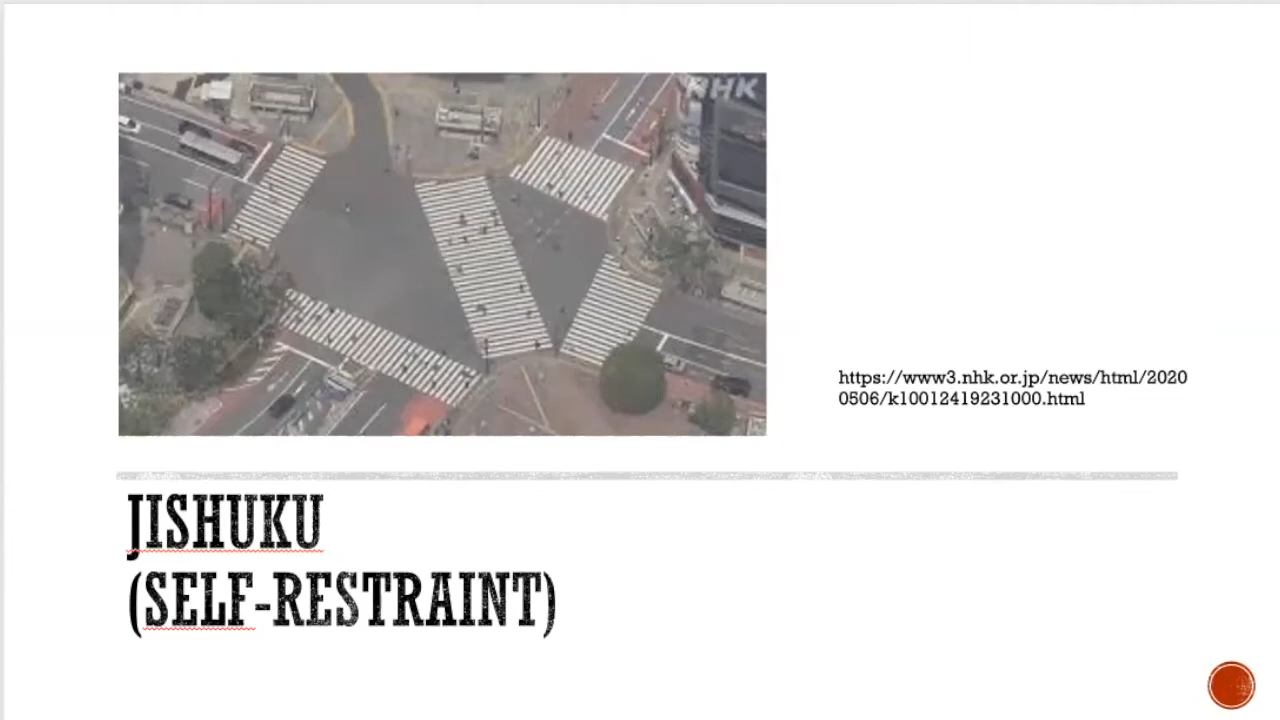 NHK
https://www3.nhk.or.jp/news/html/2020
0506/k10012419231000.html
JISHUKU
(SELF-RESTRAINT)